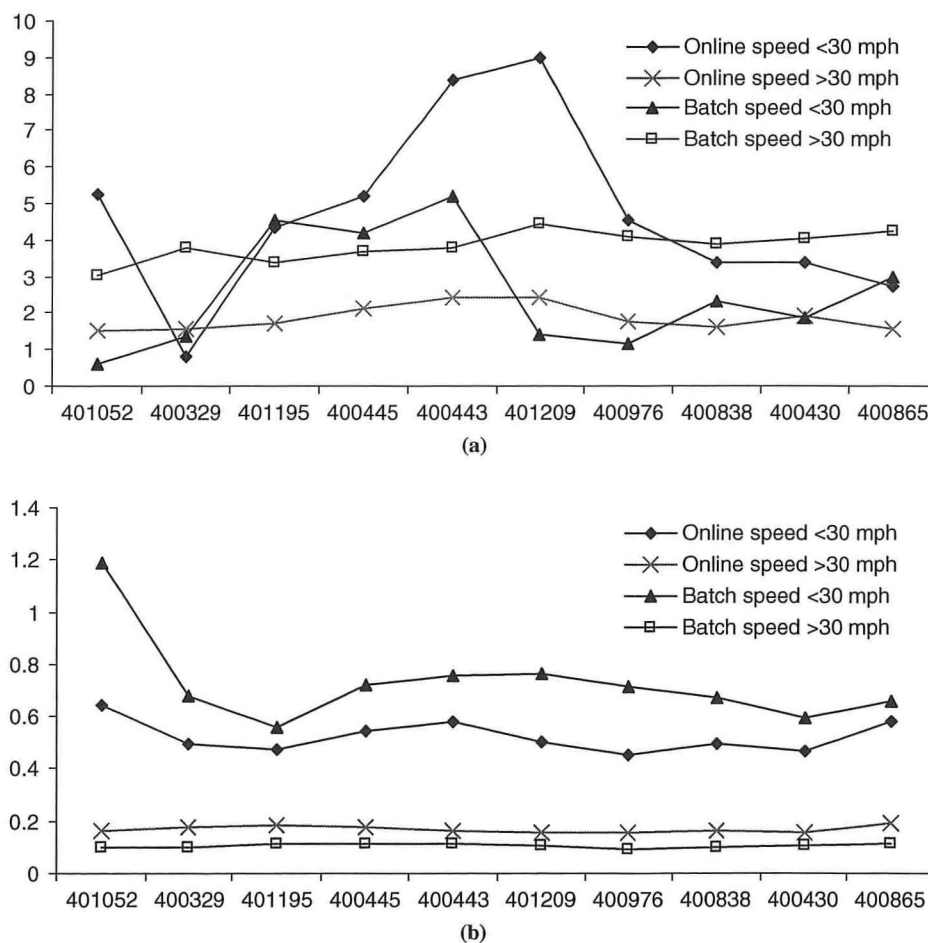 10
9
8
7
6
5
4
3
2
1
0
Online speed <30 mph
Online speed >30 mph
Batch speed <30 mph
Batch speed >30 mph
401052 400329 401195 400445 400443 401209 400976 400838 400430 400865
(a)
1.4
1.2
1
0.8
0.6
0.4
0.2
0
Online speed <30 mph
Online speed >30 mph
Batch speed <30 mph
Batch speed >30 mph
401052 400329 401195 400445 400443 401209 400976 400838 400430 400865
(b)